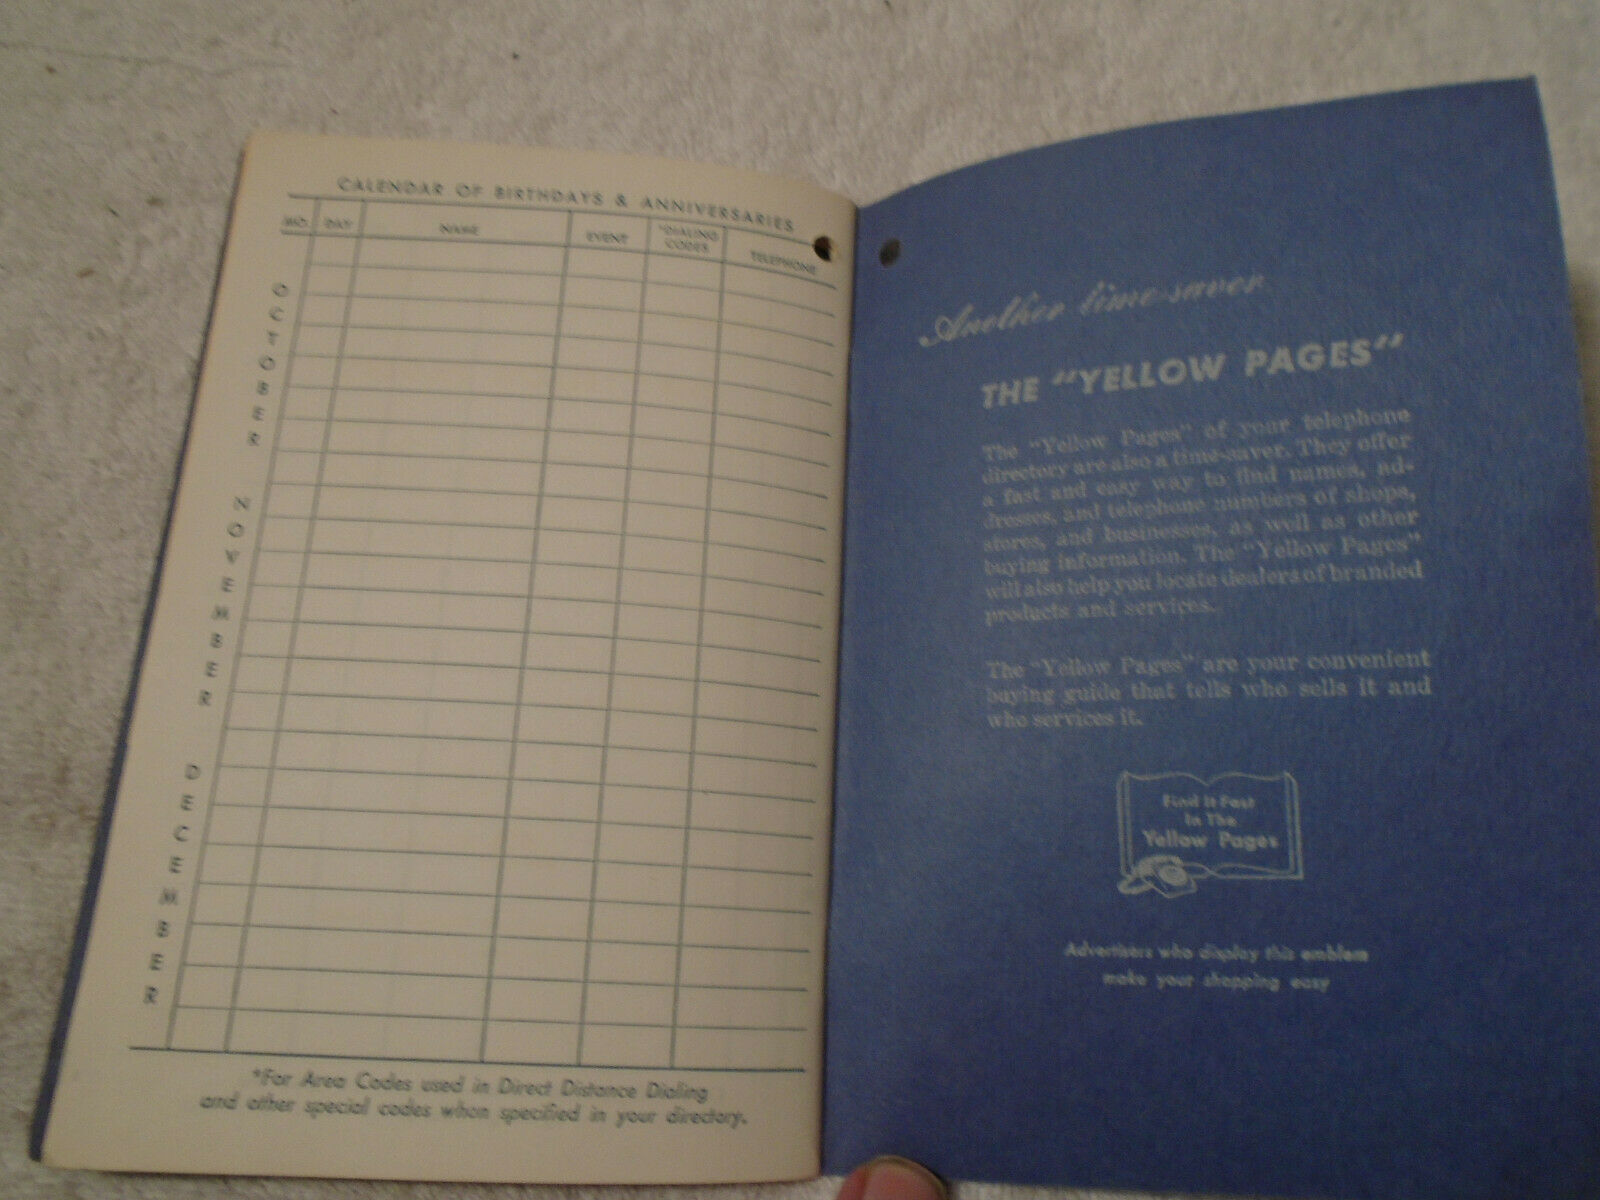 CALENDAR OF BIRTHDAYS & ANNIVERSARIES
MO. DAY NAME EVENT *DIALING CODES TELEPHONE
OCTOBER
NOVEMBER
DECEMBER
*For Area Codes used in Direct Distance Dialing
and other special codes when specified in your directory.
Another time-saver
THE "YELLOW PAGES"
The "Yellow Pages" of your telephone
directory are also a time-saver. They offer
a fast and easy way to find names, ad-
dresses, and telephone numbers of shops,
stores, and businesses, as well as other
buying information. The "Yellow Pages"
will also help you locate dealers of branded
products and services.
The "Yellow Pages" are your convenient
buying guide that tells who sells it and
who services it.
Find It Fast
In The
Yellow Pages
Advertisers who display this emblem
make your shopping easy